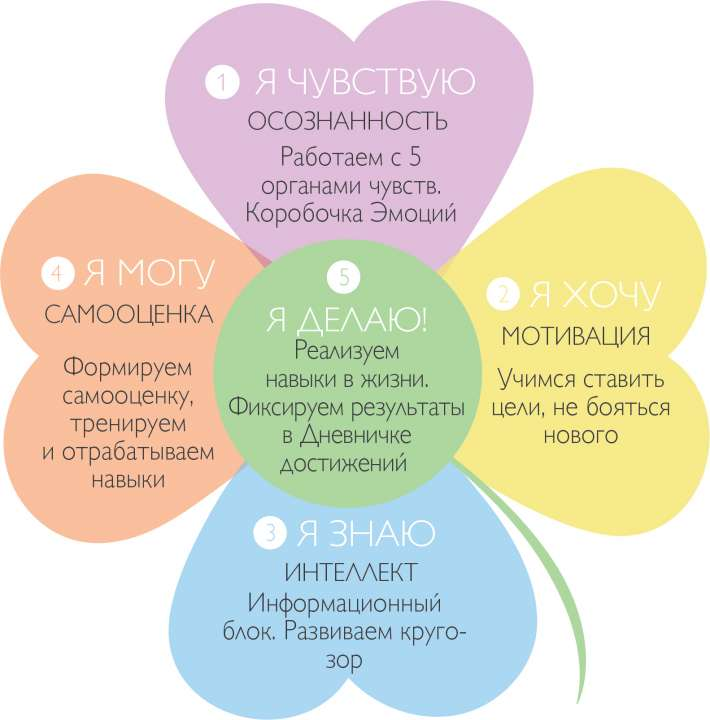 1 Я ЧУВСТВУЮ
ОСОЗНАННОСТЬ
Работаем с 5
органами чувств.
Коробочка Эмоций
2 Я ХОЧУ
МОТИВАЦИЯ
Учимся ставить
цели, не бояться
нового
3 Я ЗНАЮ
ИНТЕЛЛЕКТ
Информационный
блок. Развиваем круго-
зор
4 Я МОГУ
САМООЦЕНКА
Формируем
самооценку,
тренируем
и отрабатываем
навыки
5
Я ДЕЛАЮ!
Реализуем
навыки в жизни.
Фиксируем результаты
в Дневничке
достижений